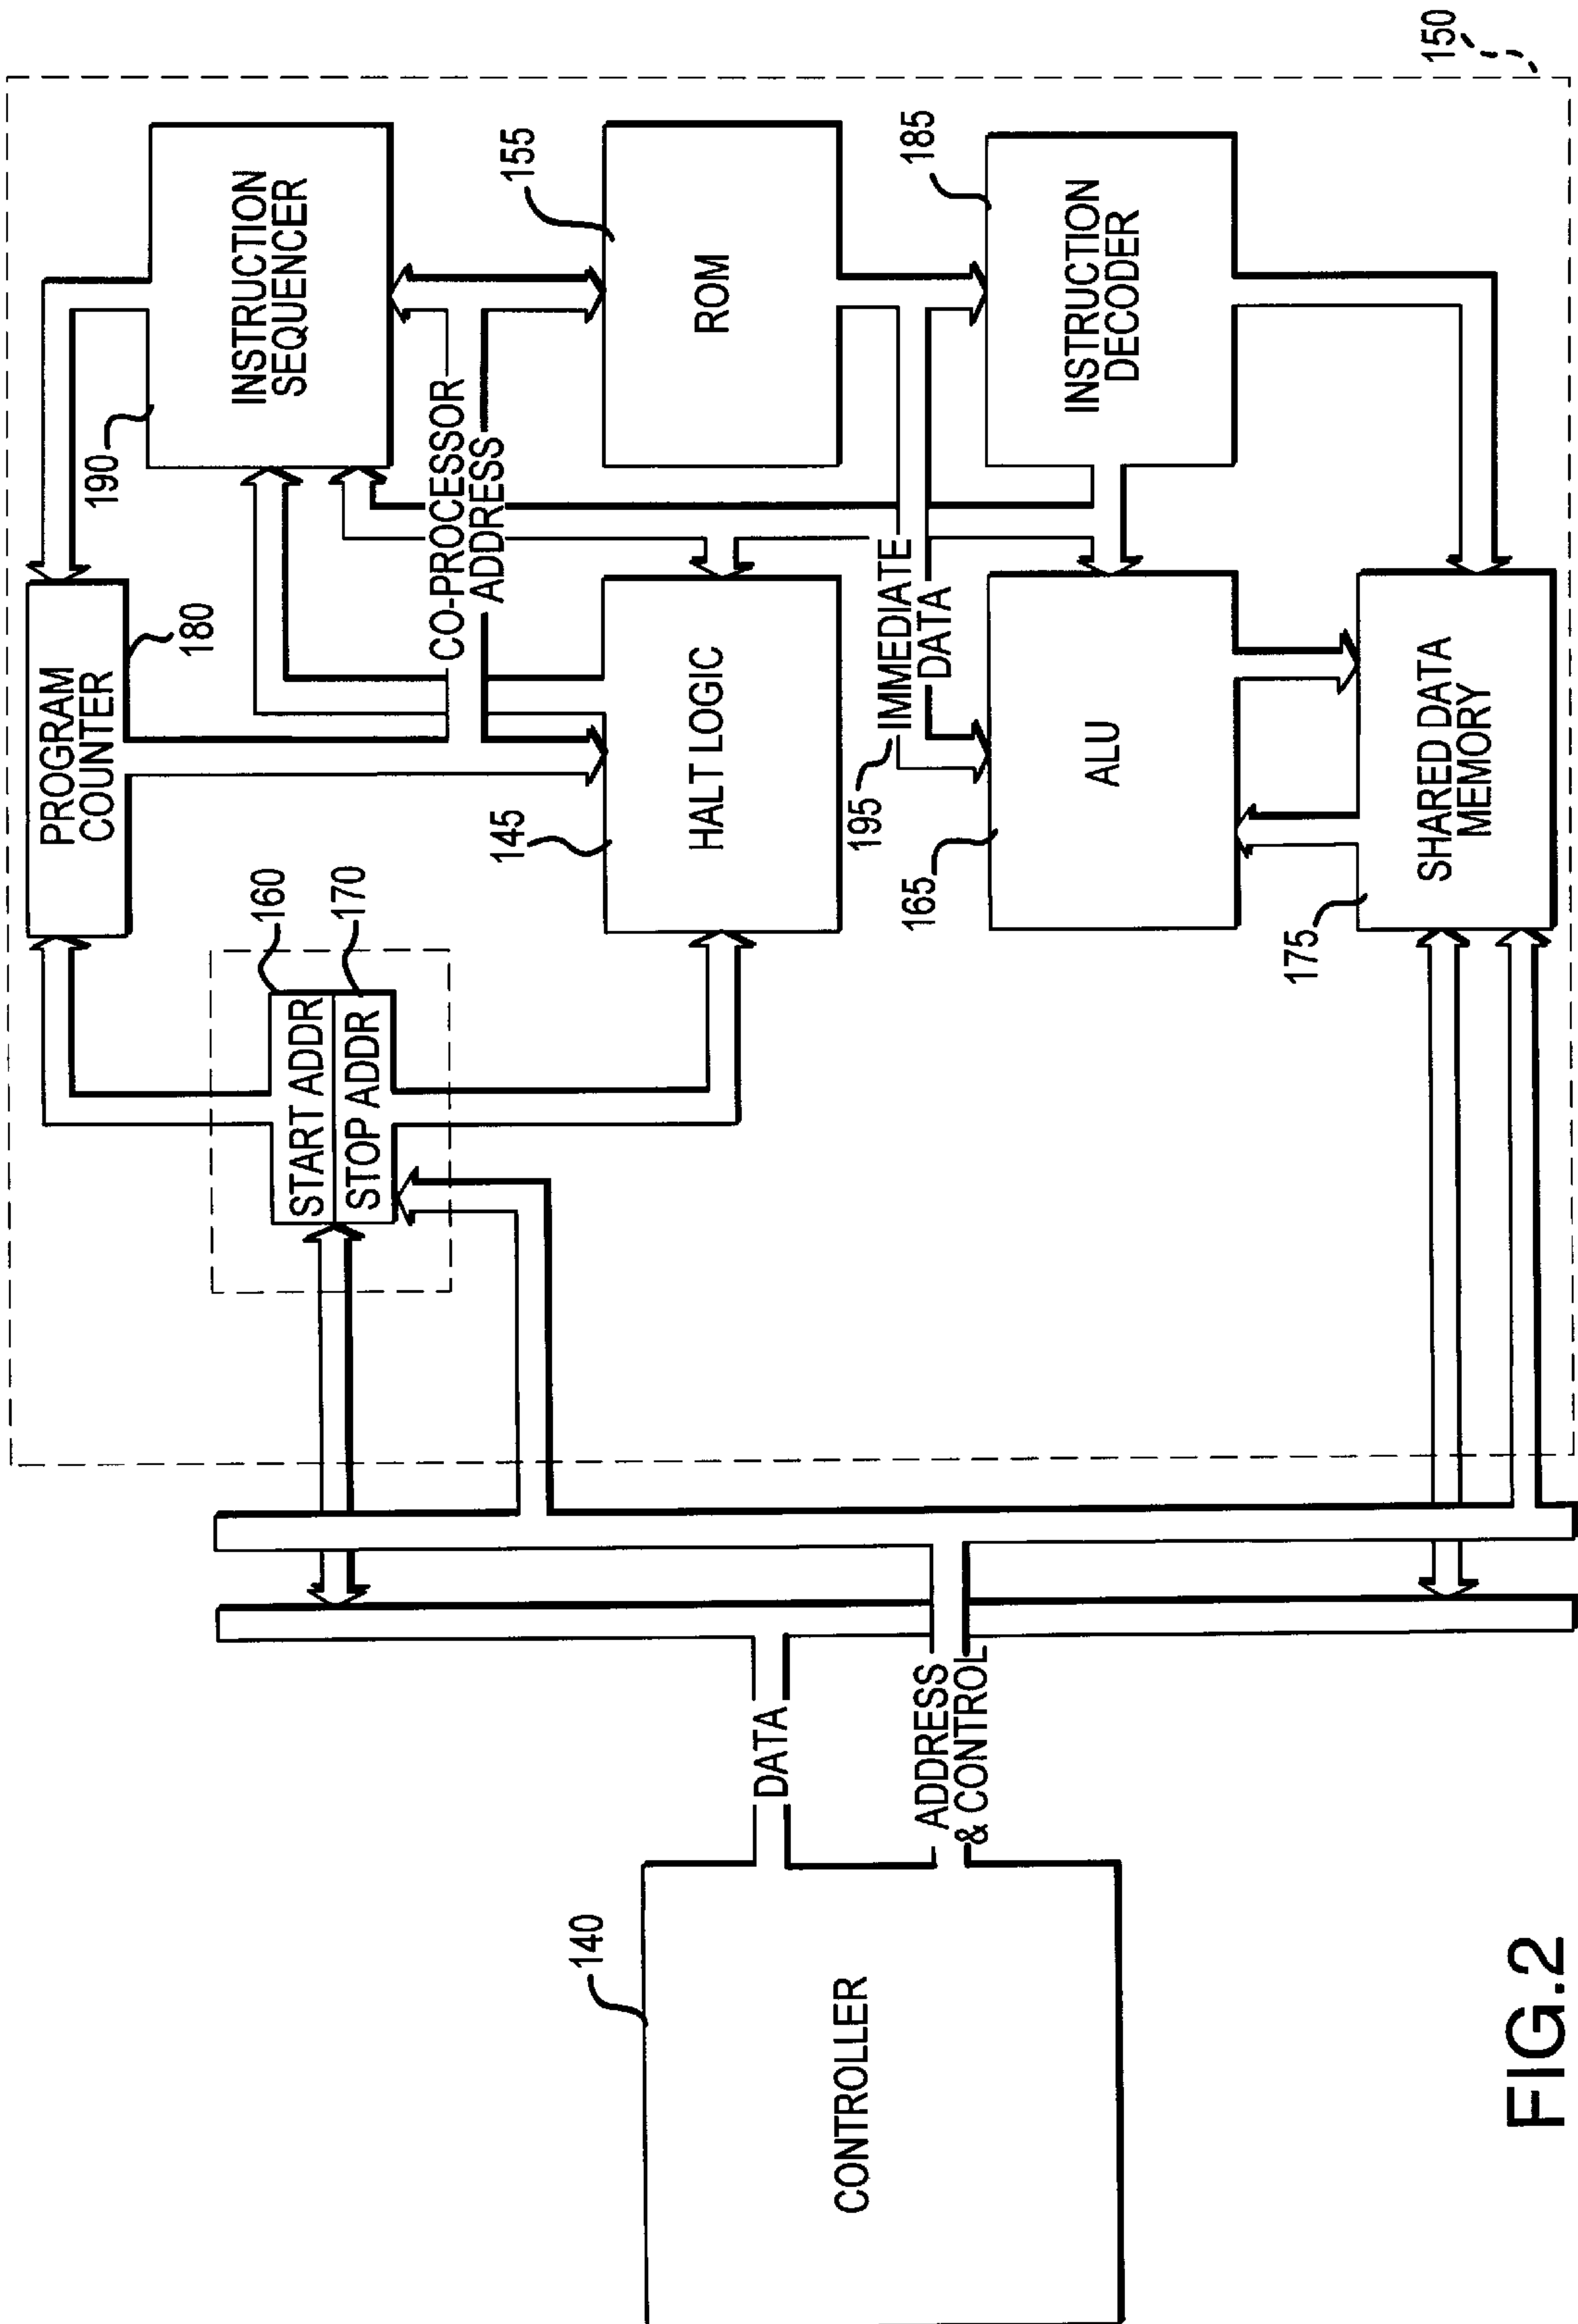 150
INSTRUCTION
SEQUENCER
190
155
ROM
185
INSTRUCTION
DECODER
PROGRAM
COUNTER
180
CO-PROCESSOR
ADDRESS
145
HALT LOGIC
195
IMMEDIATE
DATA
165
ALU
175
SHARED DATA
MEMORY
160
170
START ADDR
STOP ADDR
DATA
ADDRESS
& CONTROL
140
CONTROLLER
FIG.2